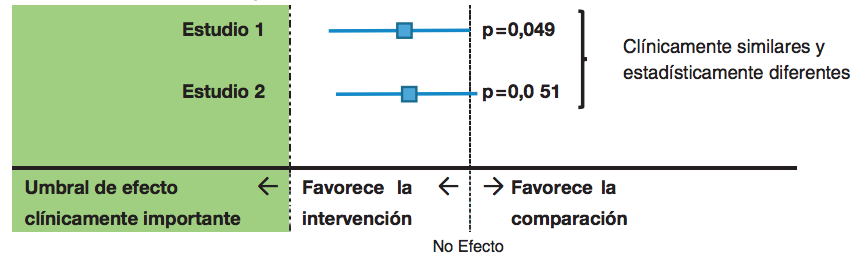 Estudio 1
p=0,049
Clínicamente similares y
estadísticamente diferentes
Estudio 2
p=0,0 51
Umbral de efecto
clínicamente importante
←
Favorece la
intervención
←
→
Favorece la
comparación
No Efecto